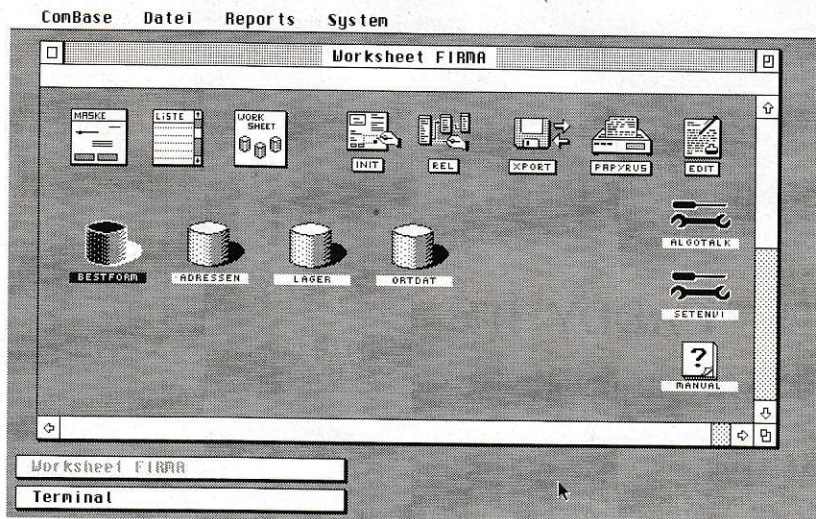 ComBase Datei Reports System
Worksheet FIRMA
MASKE LISTE WORK SHEET
INIT REL XPORT PAPYRUS EDIT
ALGOTALK
BESTFORM ADRESSEN LAGER ORTDAT
SETENVI
?
MANUAL
Worksheet FIRMA
Terminal